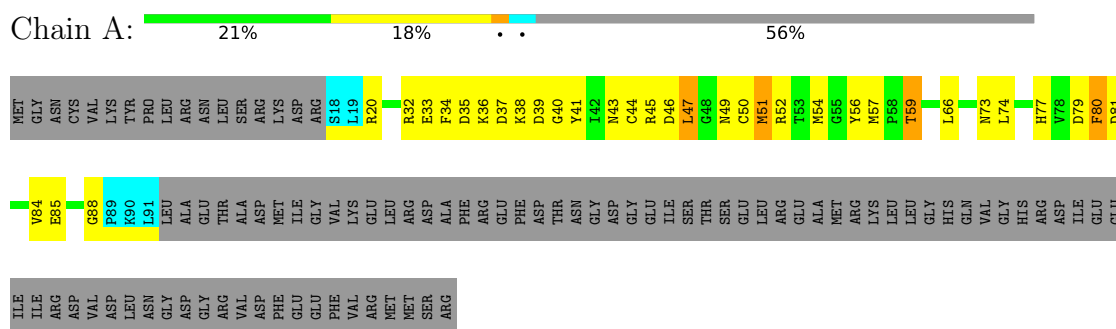 Chain A:
21% 18% • • 56%
MET GLY ASN CYS VAL LYS TYR PRO LEU ARG ASN LEU SER ARG LYS ASP ARG S18 L19 R20 R32 E33 F34 D35 K36 D37 K38 D39 G40 Y41 I42 N43 C44 R45 D46 L47 G48 N49 C50 M51 R52 T53 M54 G55 Y56 M57 P58 T59 L66 N73 L74 H77 V78 D79 F80 D81
V84 E85 G88 P89 K90 L91 LEU ALA GLU THR ALA ASP MET ILE GLY VAL LYS GLU LEU ARG ASP ALA PHE ARG GLU PHE ASP THR ASN GLY ASP GLY GLU ILE SER THR SER GLU LEU ARG GLU ALA MET ARG LYS LEU LEU GLY HIS GLN VAL GLY HIS ARG ASP ILE GLU GLU
ILE ILE ARG ASP VAL ASP LEU ASN GLY ASP GLY ARG VAL ASP PHE GLU GLU PHE VAL ARG MET MET SER ARG